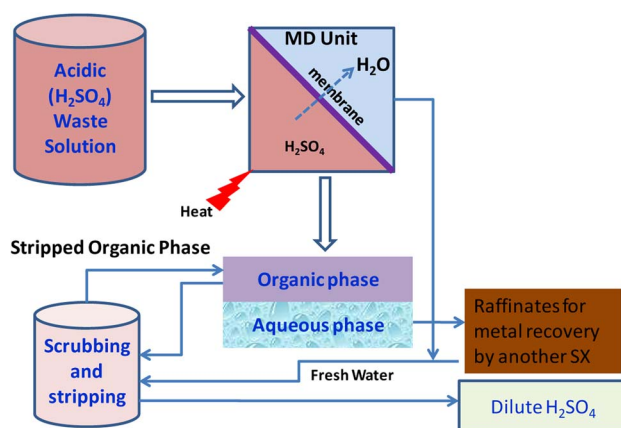 Acidic
(H₂SO₄)
Waste
Solution
MD Unit
H₂O
membrane
H₂SO₄
Heat
Stripped Organic Phase
Organic phase
Aqueous phase
Scrubbing
and
stripping
Fresh Water
Raffinates for
metal recovery
by another SX
Dilute H₂SO₄